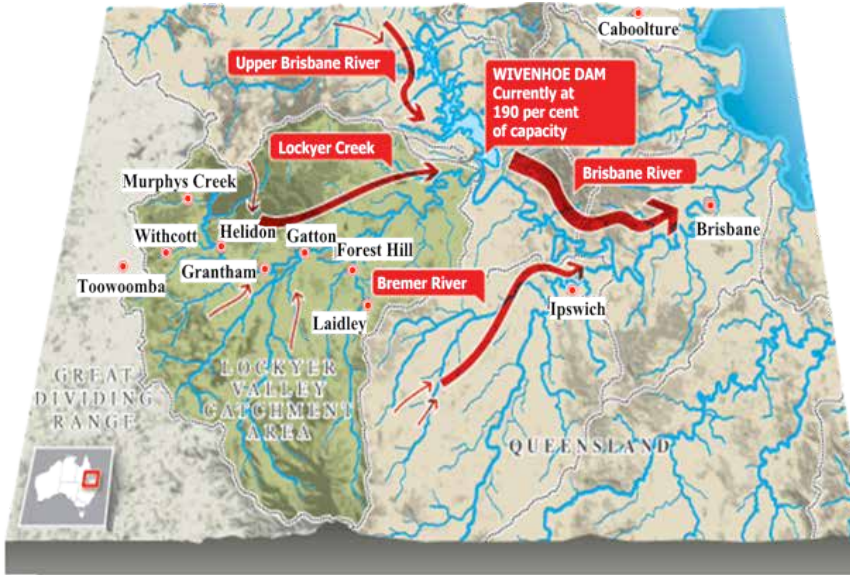 Caboolture
Upper Brisbane River
WIVENHOE DAM
Currently at
190 per cent
of capacity
Lockyer Creek
Brisbane River
Murphys Creek
Brisbane
Withcott
Helidon
Gatton
Forest Hill
Toowoomba
Grantham
Bremer River
Ipswich
Laidley
GREAT
DIVIDING
RANGE
LOCKYER
VALLEY
CATCHMENT
AREA
QUEENSLAND